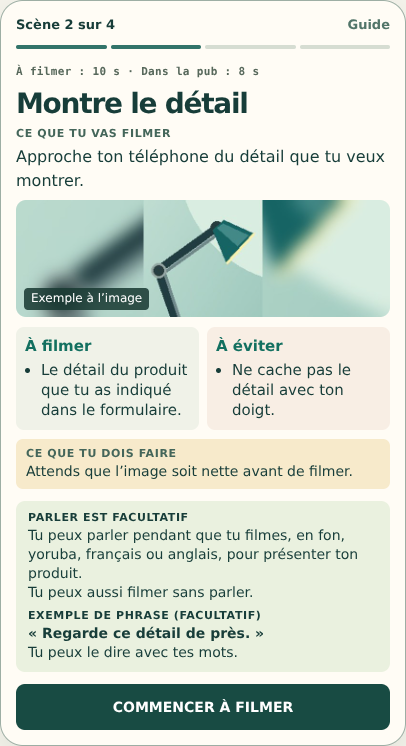 Scène 2 sur 4
Guide
À filmer : 10 s · Dans la pub : 8 s
Montre le détail
CE QUE TU VAS FILMER
Approche ton téléphone du détail que tu veux
montrer.
Exemple à l’image
À filmer
• Le détail du produit
que tu as indiqué
dans le formulaire.
À éviter
• Ne cache pas le
détail avec ton
doigt.
CE QUE TU DOIS FAIRE
Attends que l’image soit nette avant de filmer.
PARLER EST FACULTATIF
Tu peux parler pendant que tu filmes, en fon,
yoruba, français ou anglais, pour présenter ton
produit.
Tu peux aussi filmer sans parler.
EXEMPLE DE PHRASE (FACULTATIF)
« Regarde ce détail de près. »
Tu peux le dire avec tes mots.
COMMENCER À FILMER